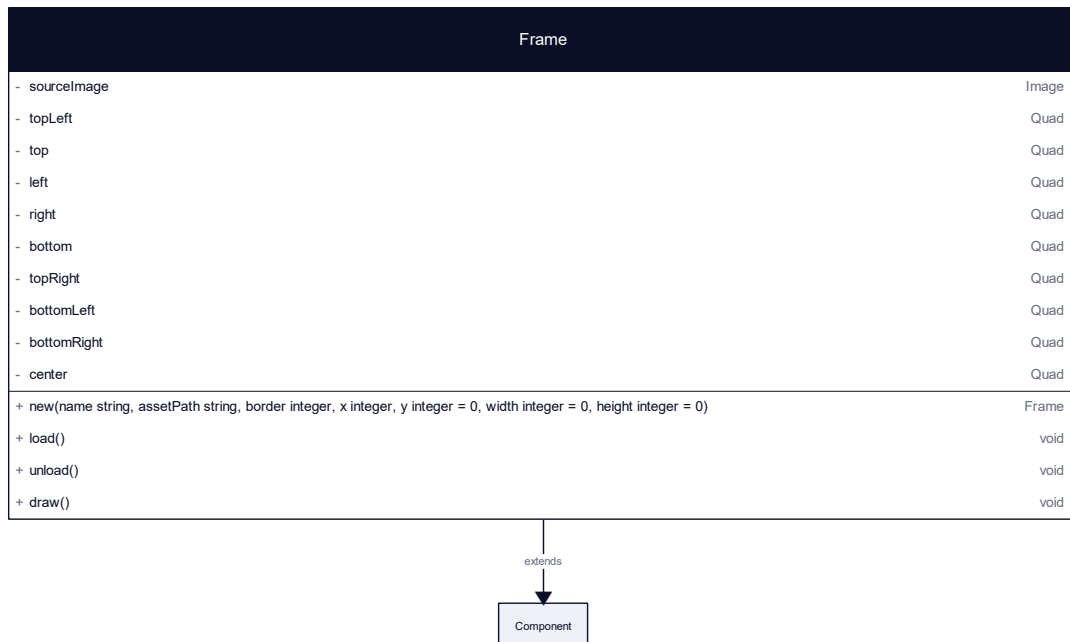 Frame
- sourceImage Image
- topLeft Quad
- top Quad
- left Quad
- right Quad
- bottom Quad
- topRight Quad
- bottomLeft Quad
- bottomRight Quad
- center Quad
+ new(name string, assetPath string, border integer, x integer, y integer = 0, width integer = 0, height integer = 0) Frame
+ load() void
+ unload() void
+ draw() void
extends
Component